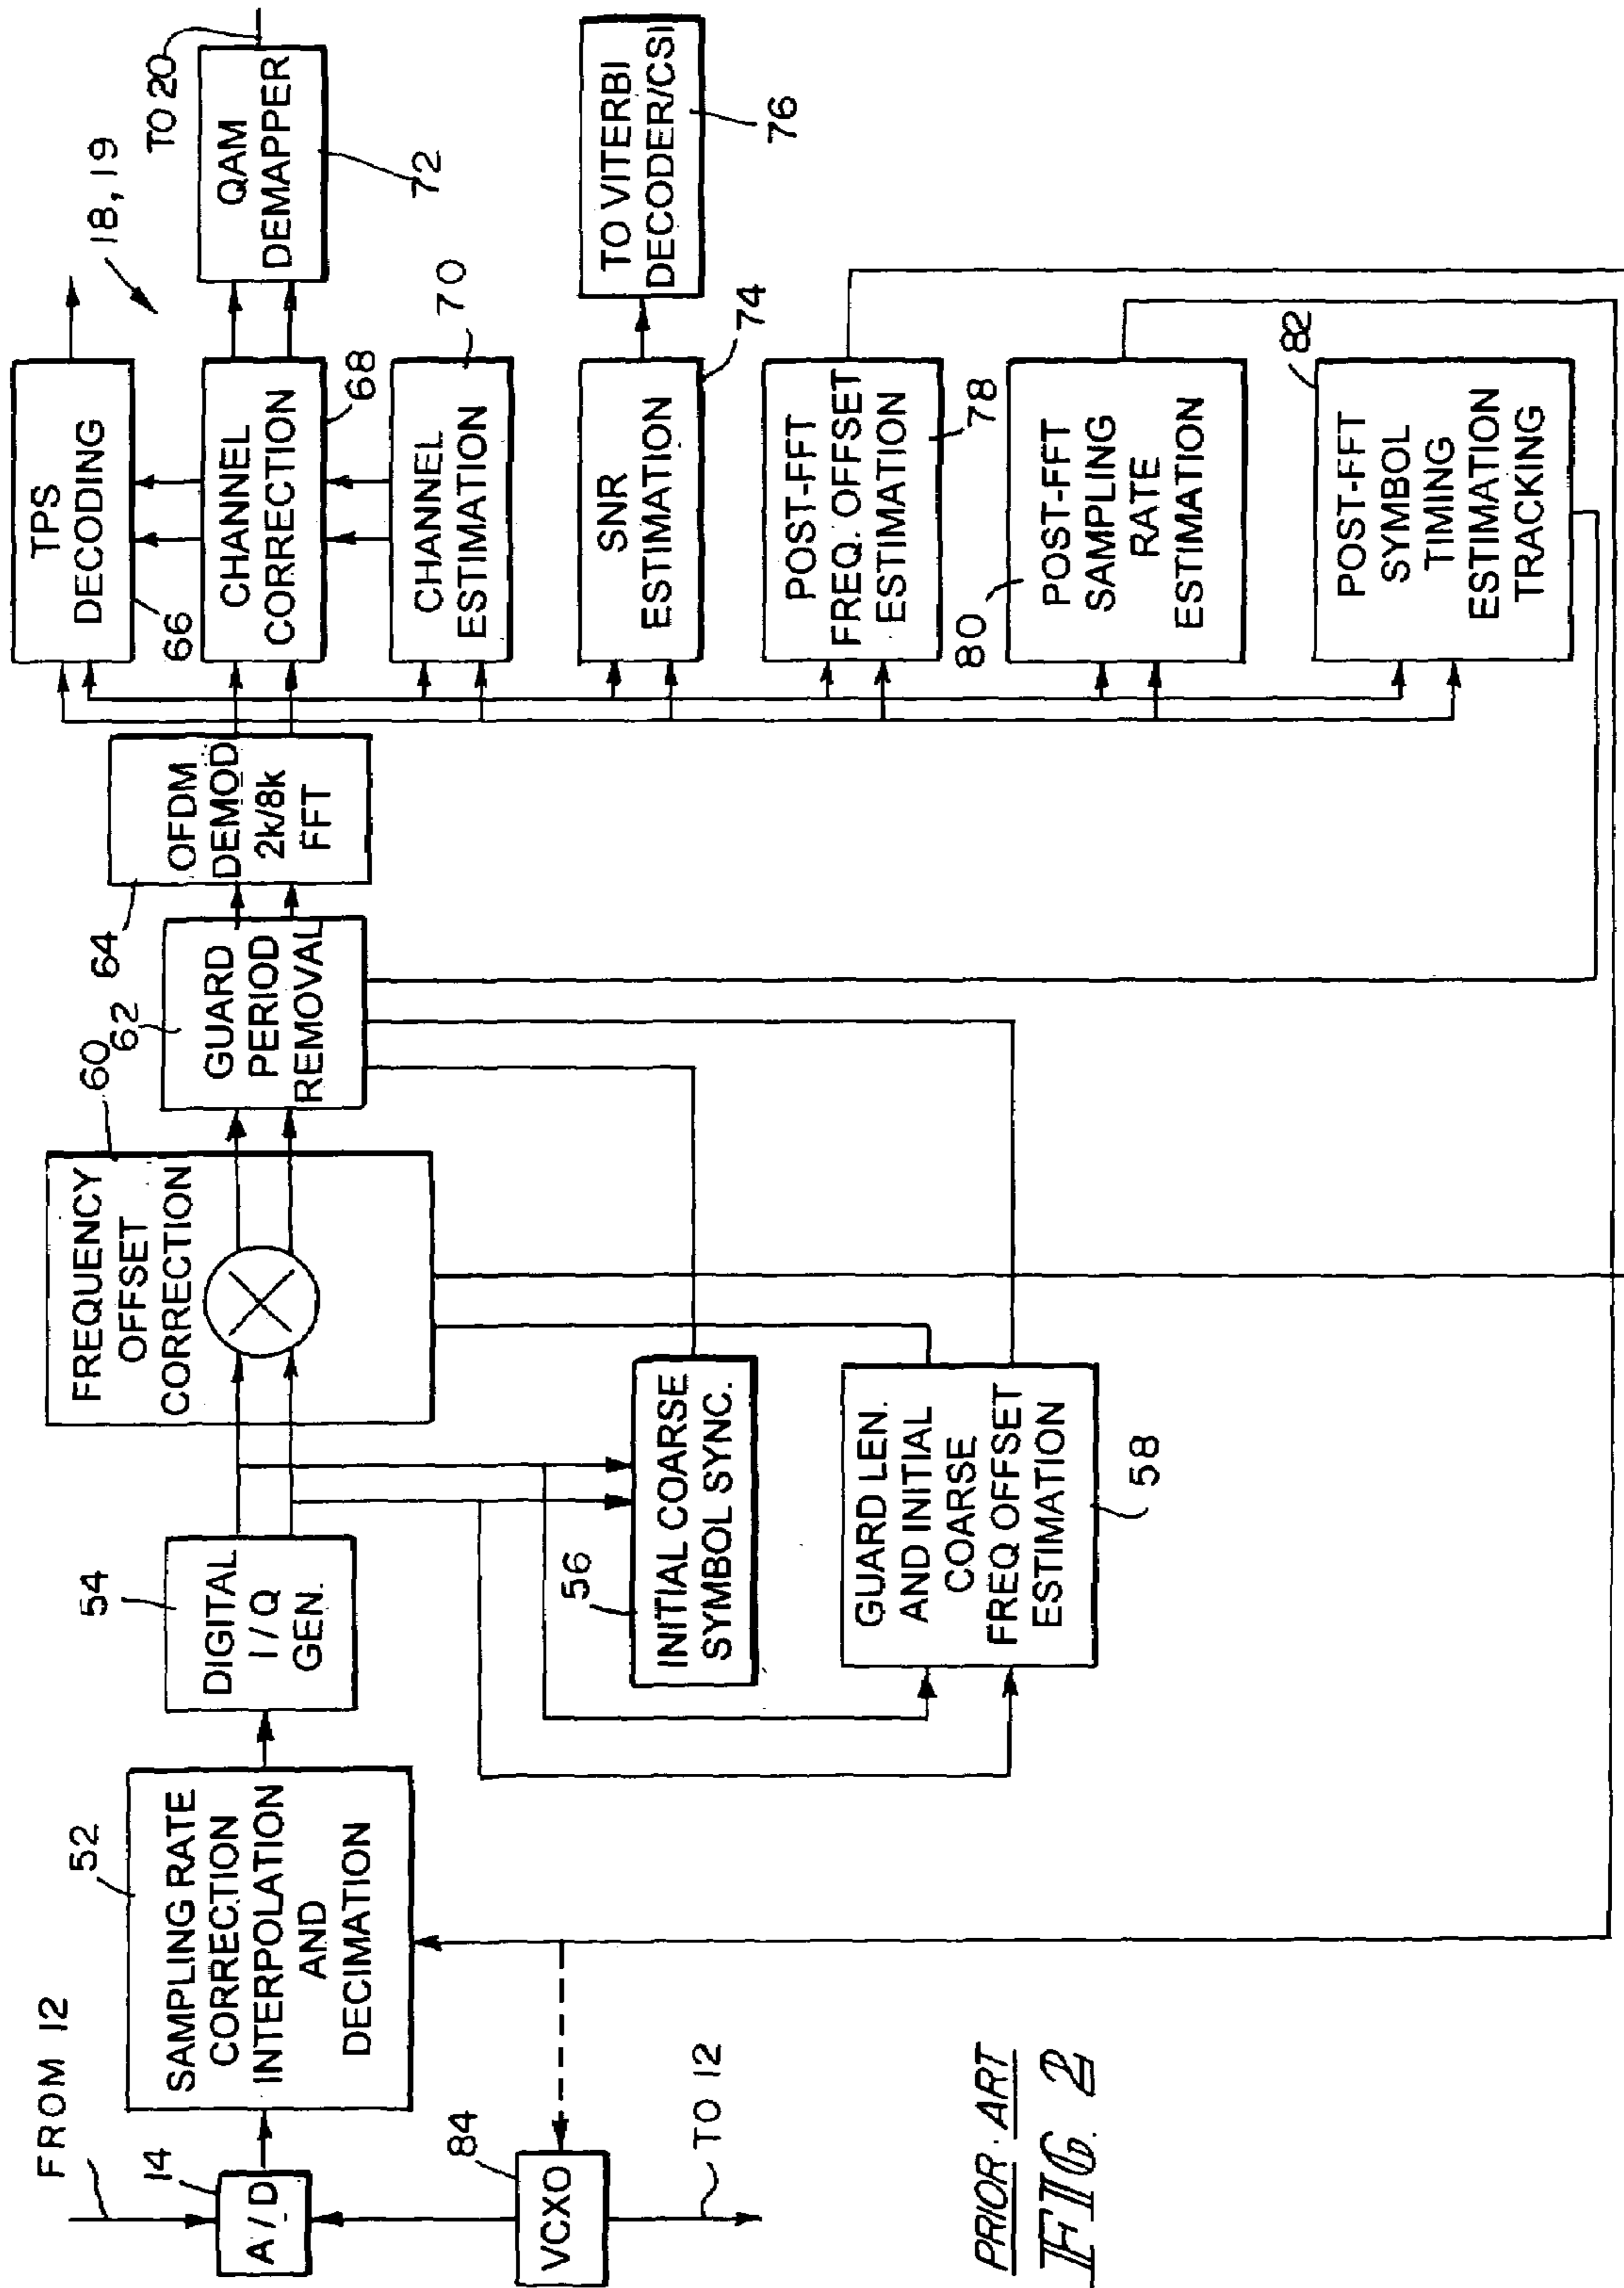 FROM 12
14
A/D
84
VCXO
TO 12
52
SAMPLING RATE
CORRECTION
INTERPOLATION
AND
DECIMATION
54
DIGITAL
I/Q
GEN.
56
INITIAL COARSE
SYMBOL SYNC.
GUARD LEN.
AND INITIAL
COARSE
FREQ OFFSET
ESTIMATION
58
FREQUENCY
OFFSET
CORRECTION
60
62
GUARD
PERIOD
REMOVAL
64
OFDM
DEMOD
2k/8k
FFT
TPS
DECODING
66
18, 19
CHANNEL
CORRECTION
68
TO 20
QAM
DEMAPPER
72
CHANNEL
ESTIMATION
70
SNR
ESTIMATION
74
TO VITERBI
DECODER/CSI
76
POST-FFT
FREQ. OFFSET
ESTIMATION
78
80
POST-FFT
SAMPLING
RATE
ESTIMATION
82
POST-FFT
SYMBOL
TIMING
ESTIMATION
TRACKING
PRIOR ART
FIG. 2